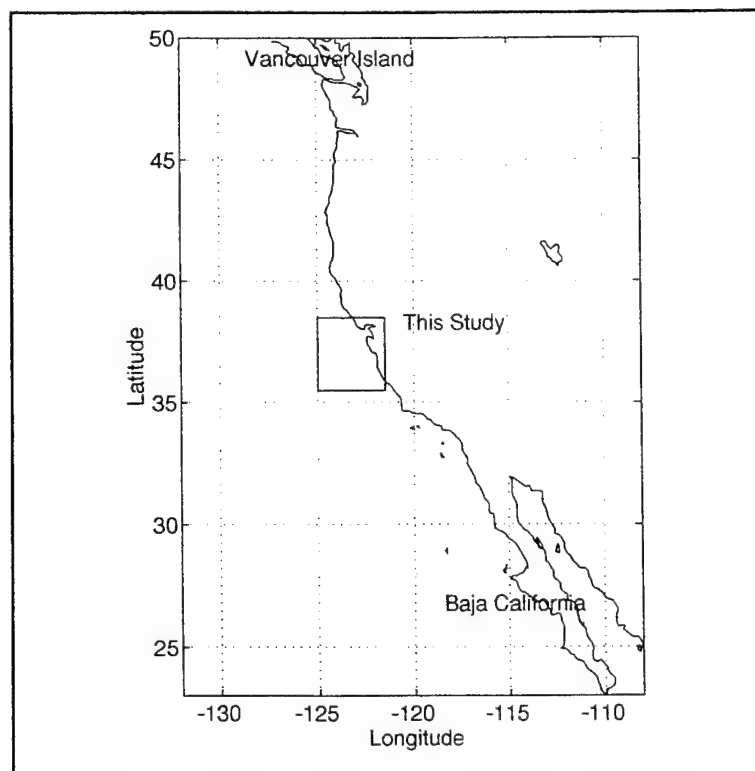 50
Vancouver Island
45
40
This Study
Latitude
35
30
Baja California
25
-130 -125 -120 -115 -110
Longitude